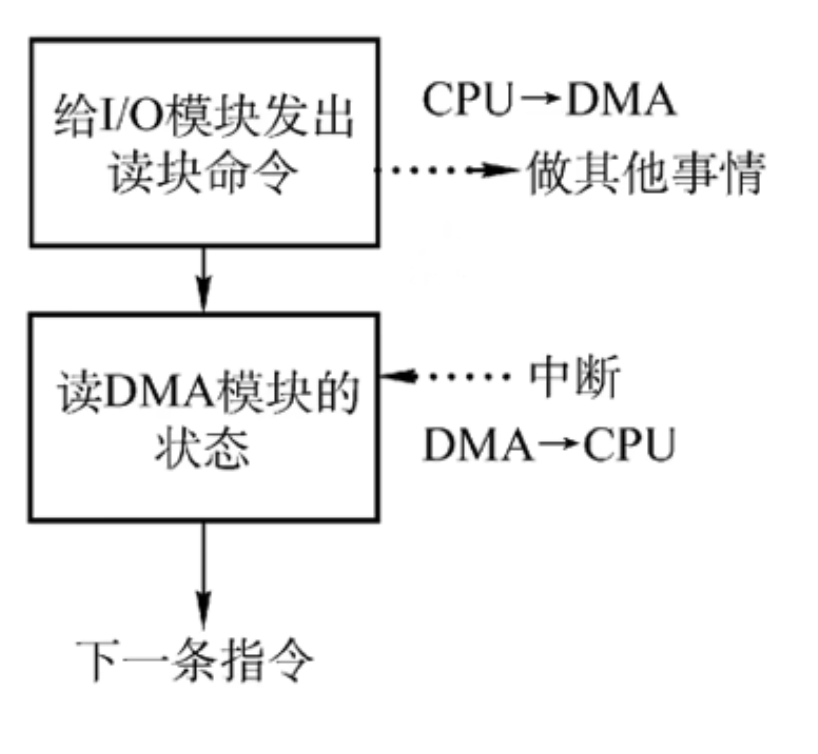 给I/O模块发出
读块命令
CPU→DMA
做其他事情
读DMA模块的
状态
中断
DMA→CPU
下一条指令